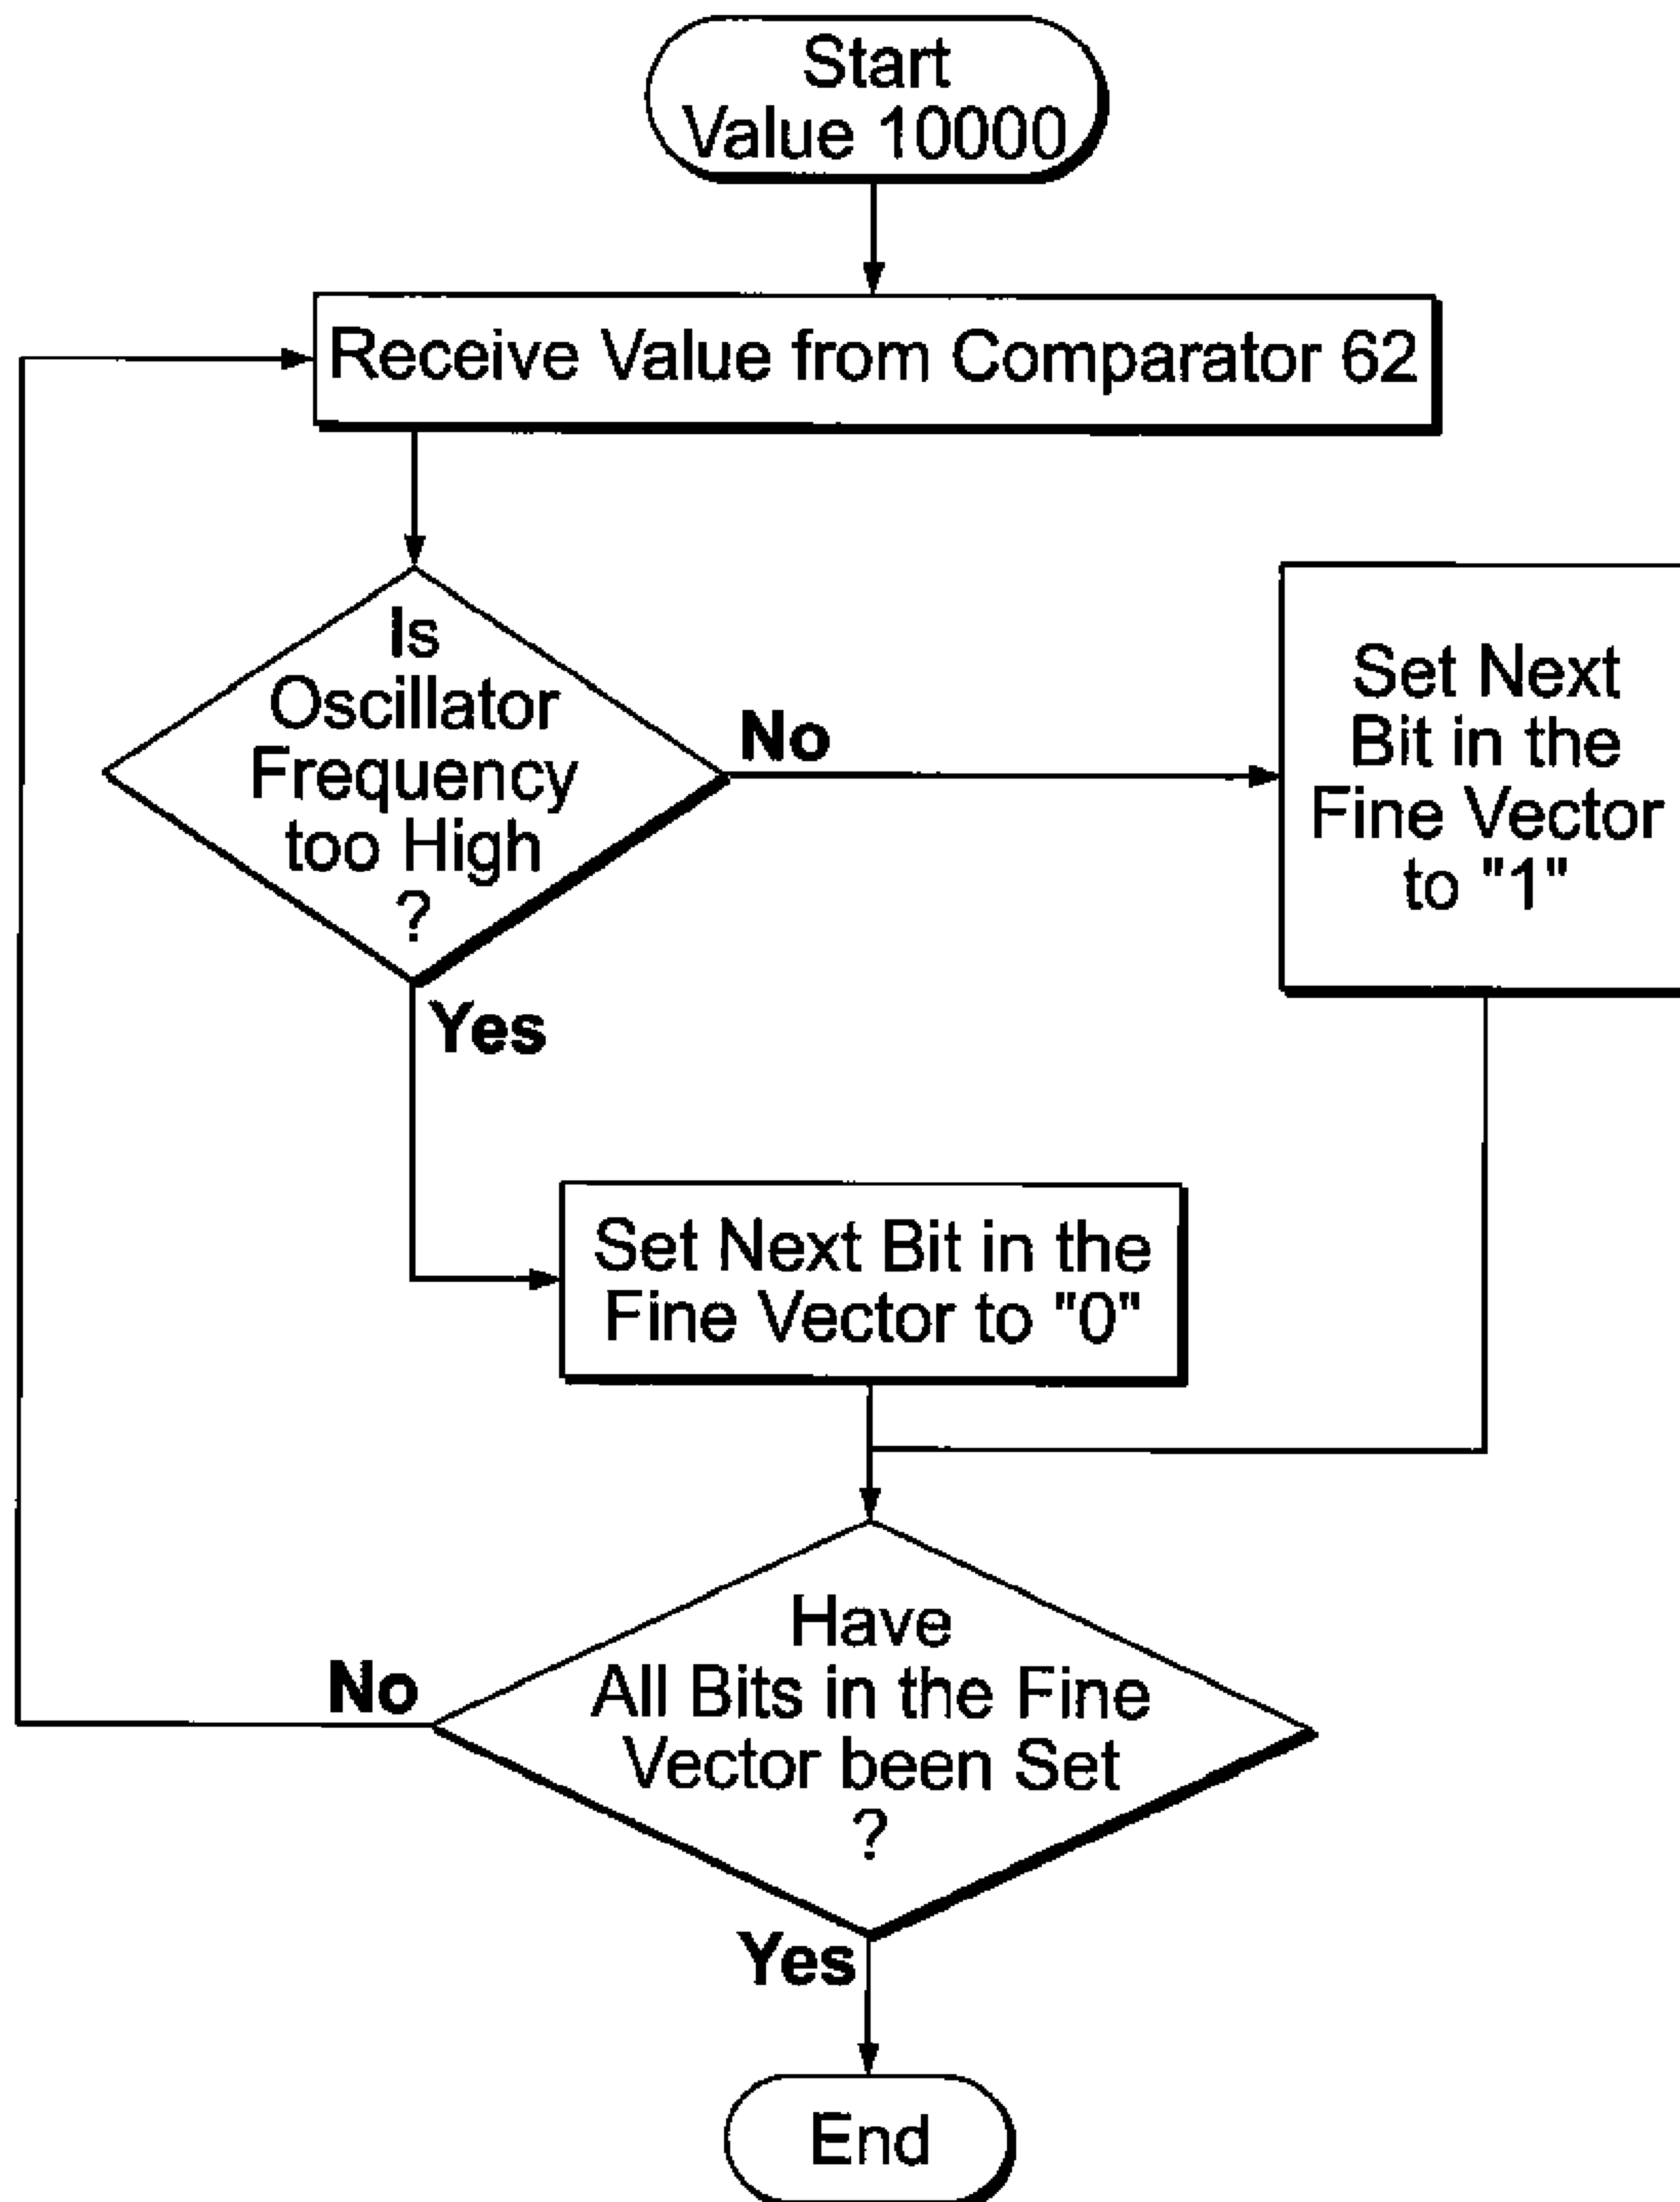 Start
Value 10000
Receive Value from Comparator 62
Is
Oscillator
Frequency
too High
?
No
Set Next
Bit in the
Fine Vector
to "1"
Yes
Set Next Bit in the
Fine Vector to "0"
Have
All Bits in the Fine
Vector been Set
?
No
Yes
End